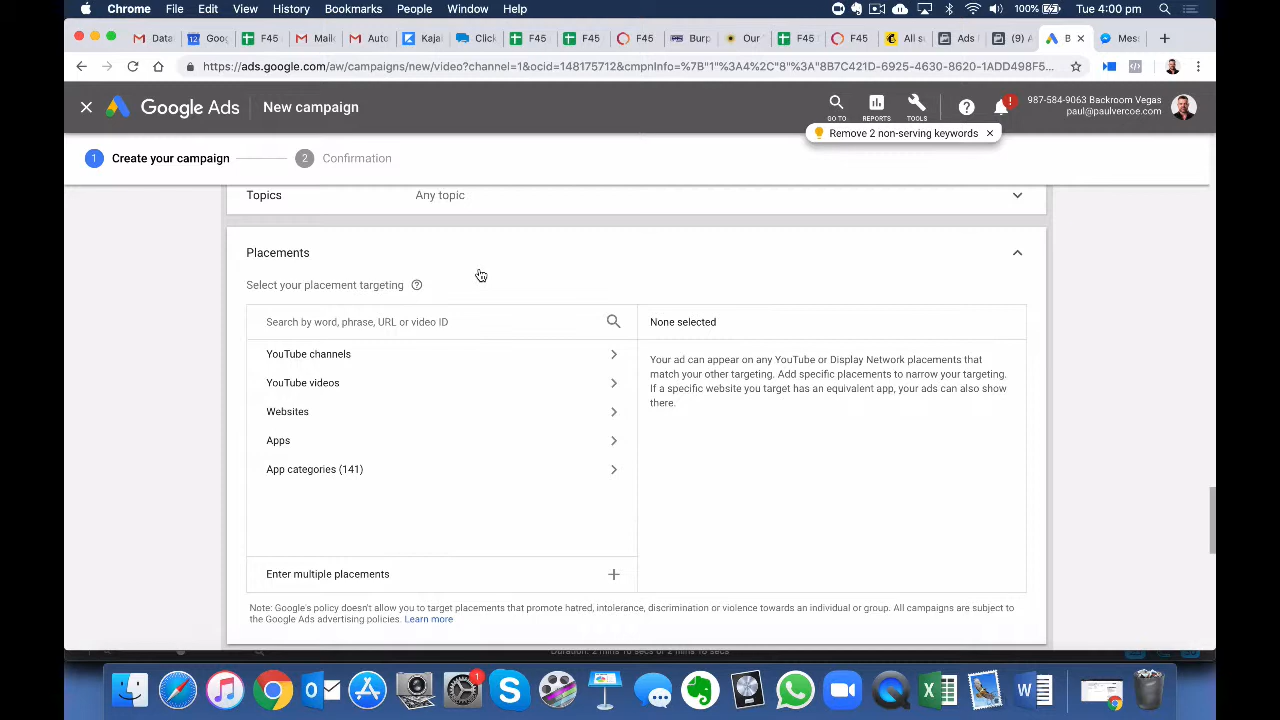 Chrome File Edit View History Bookmarks People Window Help 100% Tue 4:00 pm
Data Goog F45 Mail Auto Kaja Click F45 F45 F45 Burp Our F45 F45 All s Ads (9) A B Mess
https://ads.google.com/aw/campaigns/new/video?channel=1&ocid=148175712&cmpnInfo=%7B"1"%3A4%2C"8"%3A"8B7C421D-6925-4630-8620-1ADD498F5...
Google Ads New campaign
GO TO REPORTS TOOLS
987-584-9063 Backroom Vegas
paul@paulvercoe.com
Remove 2 non-serving keywords
1 Create your campaign 2 Confirmation
Topics Any topic
Placements
Select your placement targeting
Search by word, phrase, URL or video ID
YouTube channels
YouTube videos
Websites
Apps
App categories (141)
Enter multiple placements
None selected
Your ad can appear on any YouTube or Display Network placements that
match your other targeting. Add specific placements to narrow your targeting.
If a specific website you target has an equivalent app, your ads can also show
there.
Note: Google's policy doesn't allow you to target placements that promote hatred, intolerance, discrimination or violence towards an individual or group. All campaigns are subject to
the Google Ads advertising policies. Learn more